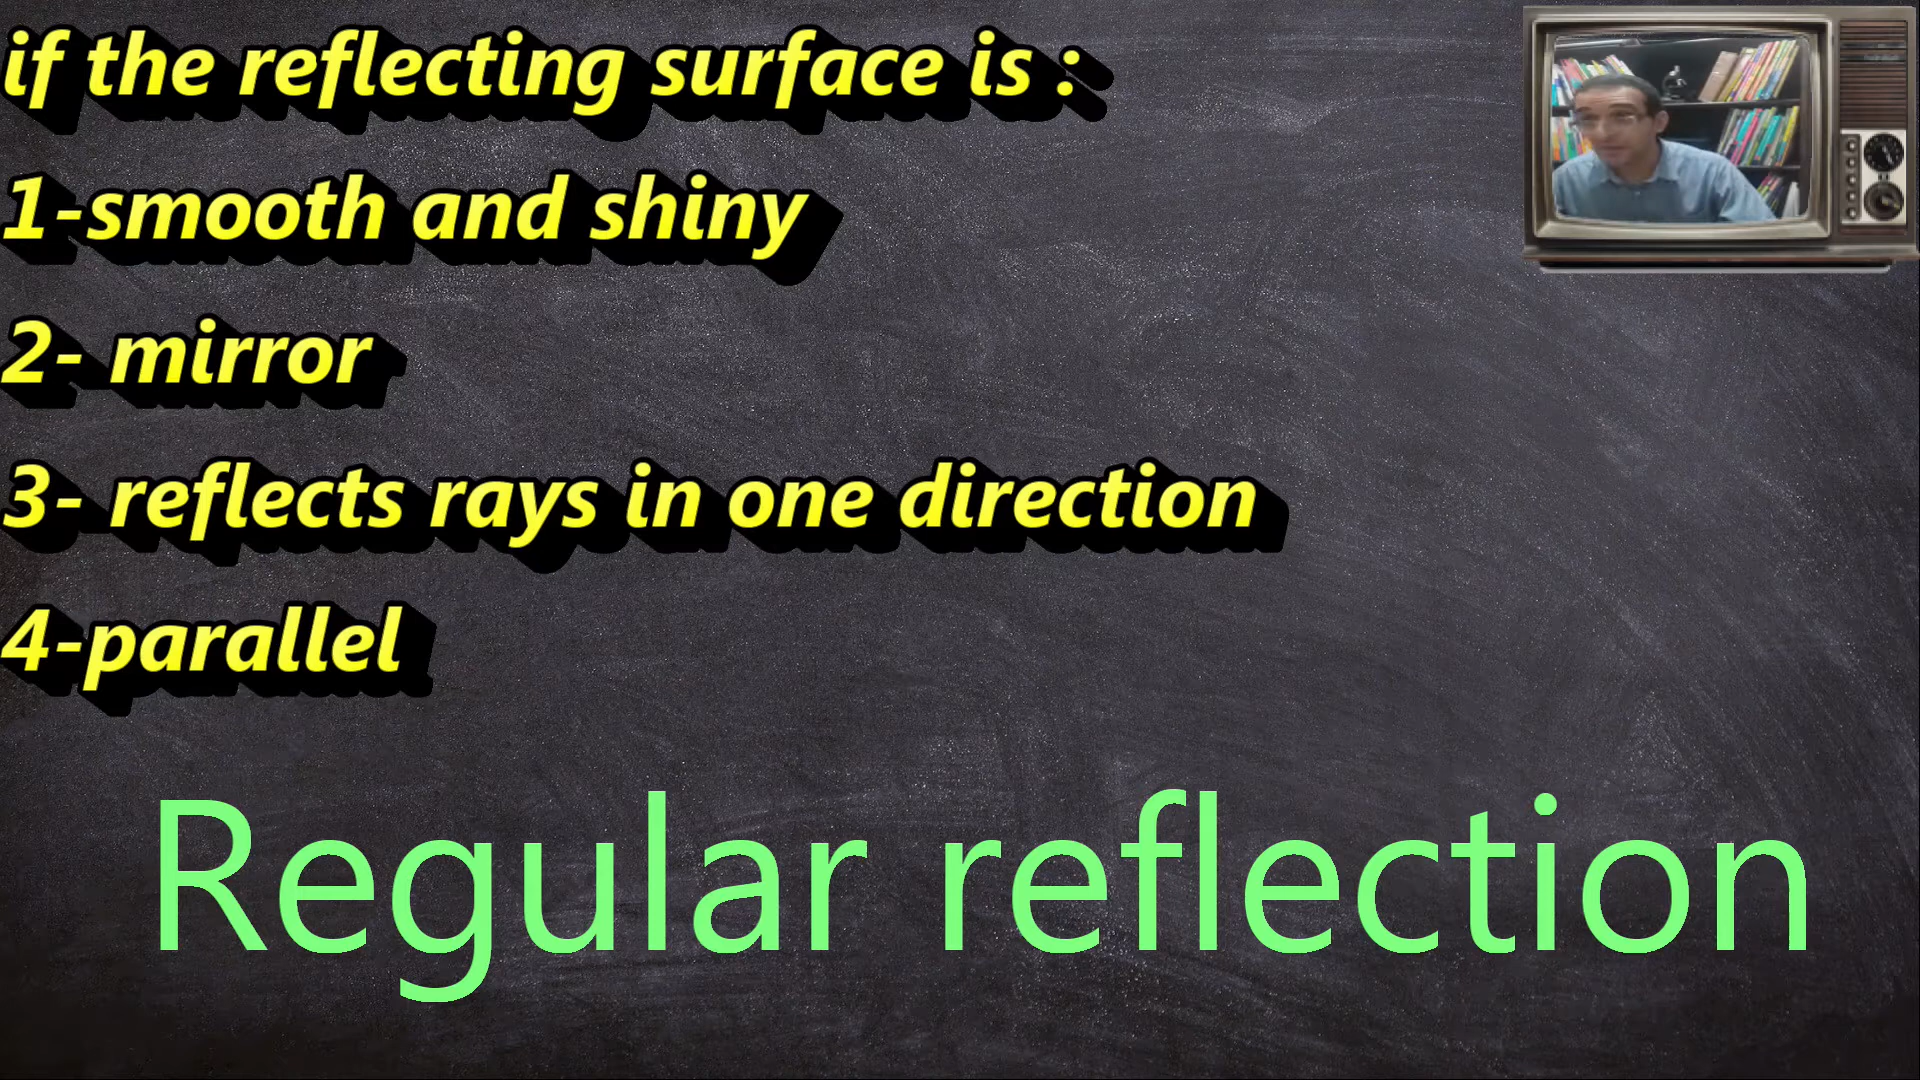 if the reflecting surface is :
1-smooth and shiny
2- mirror
3- reflects rays in one direction
4-parallel
Regular reflection